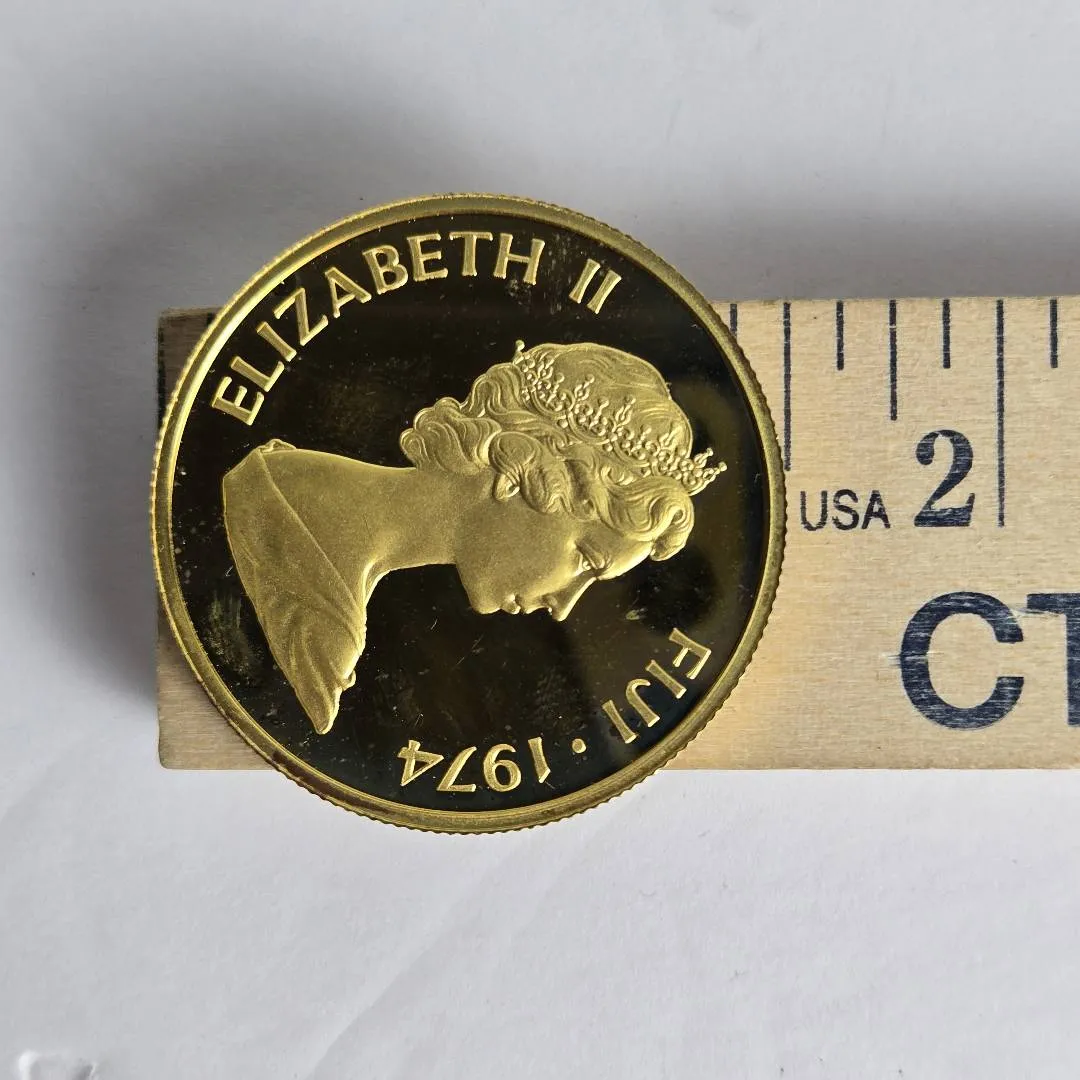 ELIZABETH II
FIJI · 1974
USA 2
CT